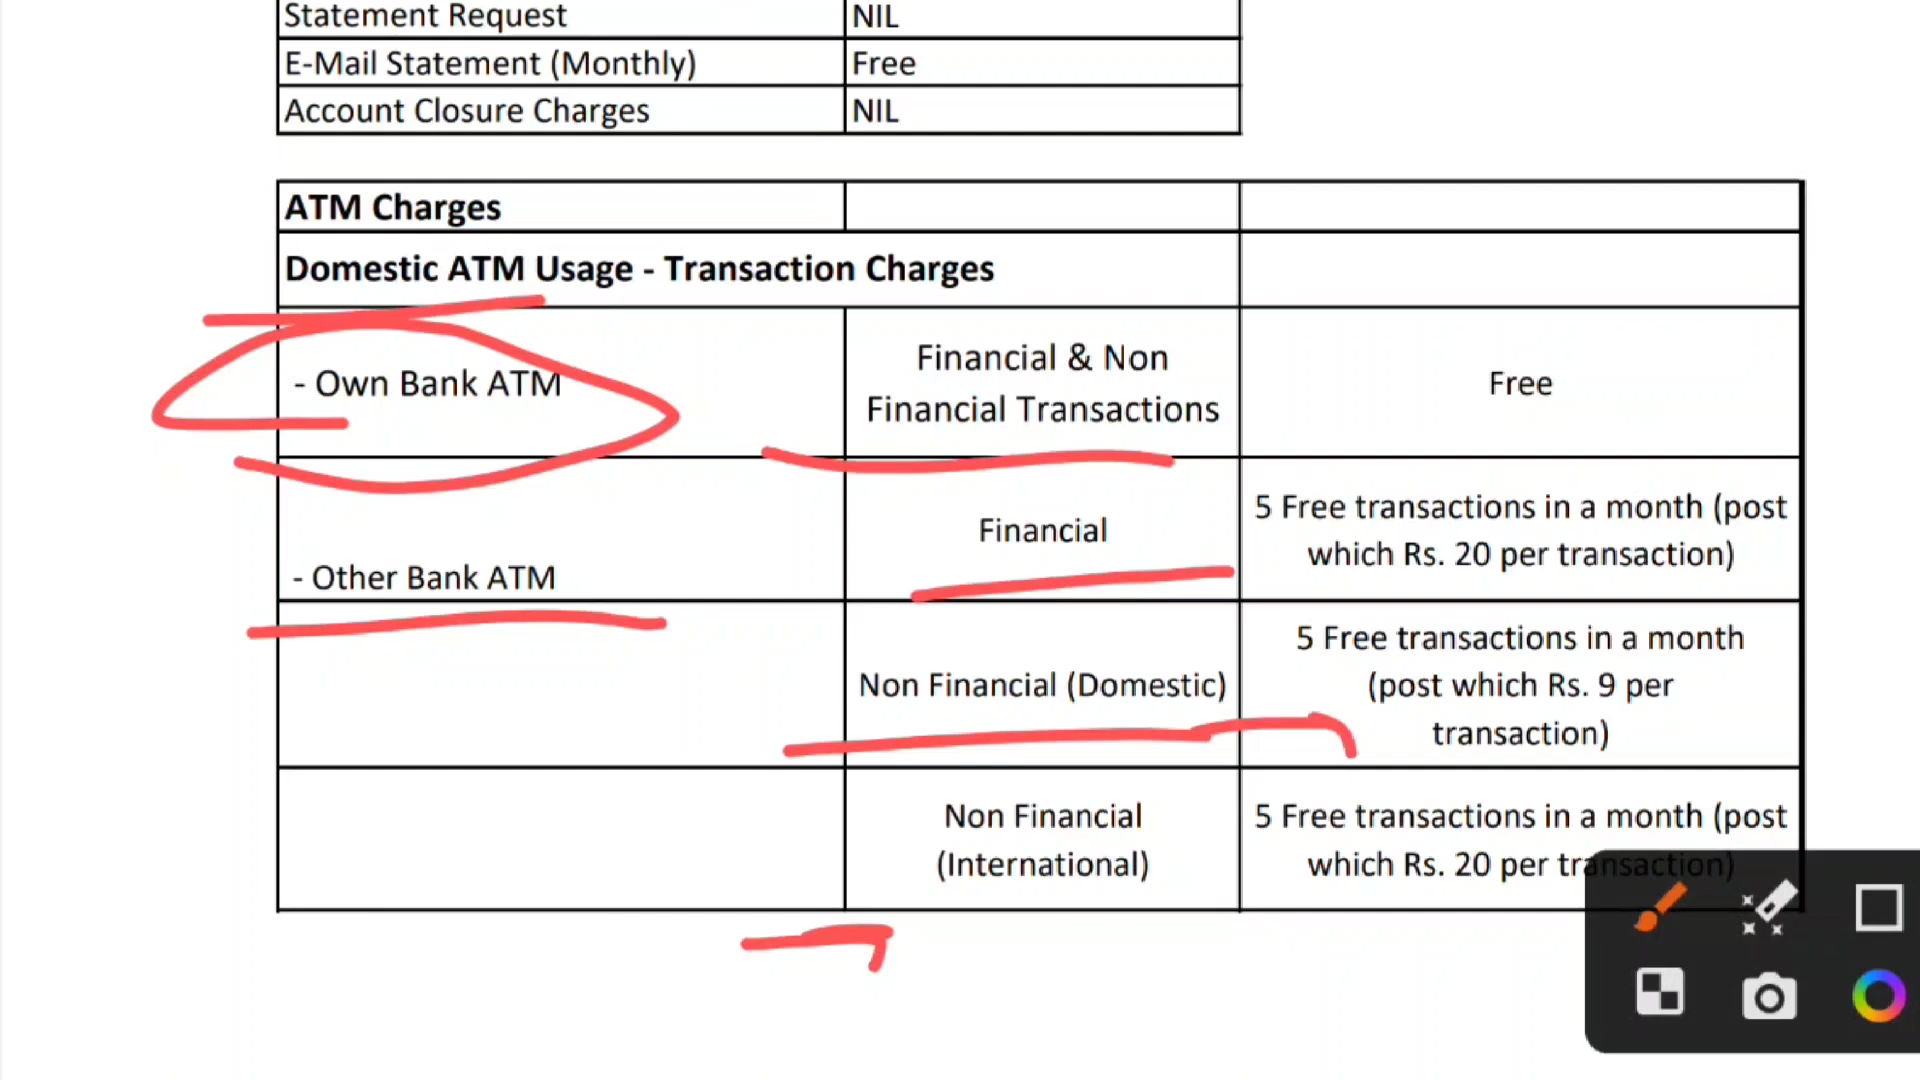 Statement Request NIL
E-Mail Statement (Monthly) Free
Account Closure Charges NIL
ATM Charges
Domestic ATM Usage - Transaction Charges
- Own Bank ATM
Financial & Non
Financial Transactions
Free
- Other Bank ATM
Financial
5 Free transactions in a month (post
which Rs. 20 per transaction)
Non Financial (Domestic)
5 Free transactions in a month
(post which Rs. 9 per
transaction)
Non Financial
(International)
5 Free transactions in a month (post
which Rs. 20 per transaction)